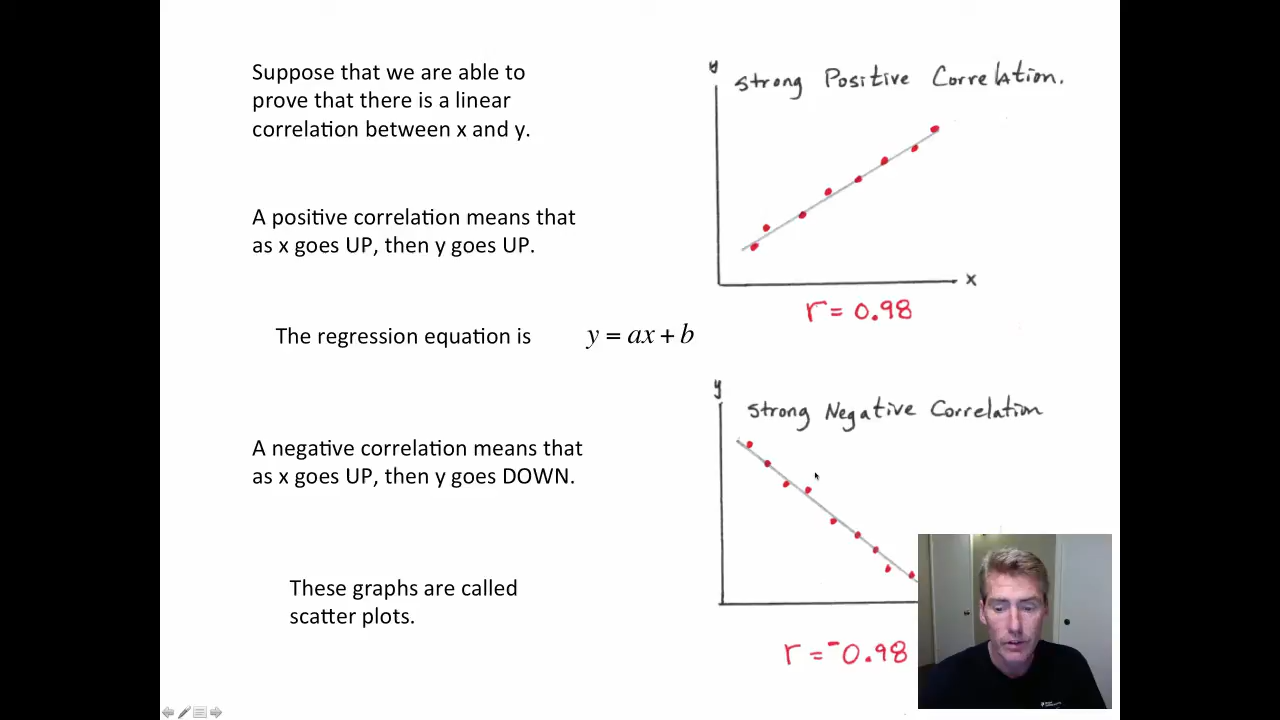 Suppose that we are able to
prove that there is a linear
correlation between x and y.
A positive correlation means that
as x goes UP, then y goes UP.
The regression equation is y = ax + b
A negative correlation means that
as x goes UP, then y goes DOWN.
These graphs are called
scatter plots.
y
Strong Positive Correlation.
x
r = 0.98
y
Strong Negative Correlation
r = -0.98